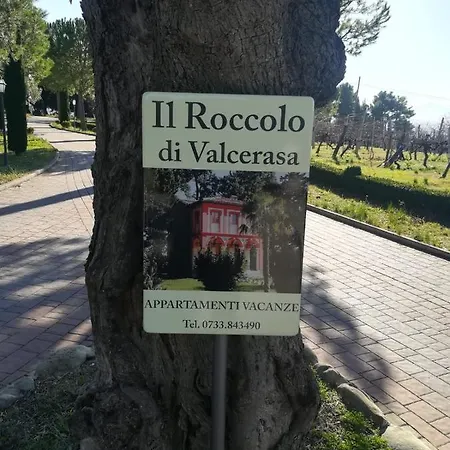 Il Roccolo
di Valcerasa
APPARTAMENTI VACANZE
Tel. 0733.843490